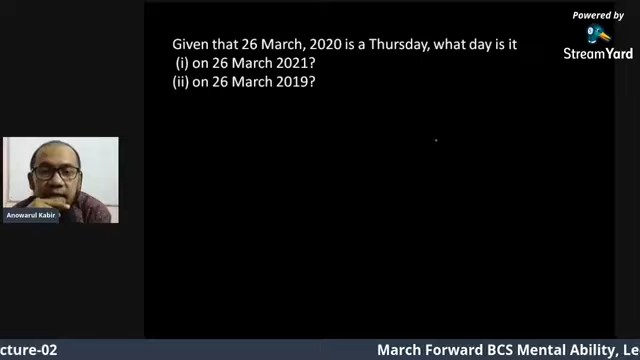 Powered by
StreamYard
Given that 26 March, 2020 is a Thursday, what day is it
(i) on 26 March 2021?
(ii) on 26 March 2019?
Anowarul Kabir
cture-02 March Forward BCS Mental Ability, Le